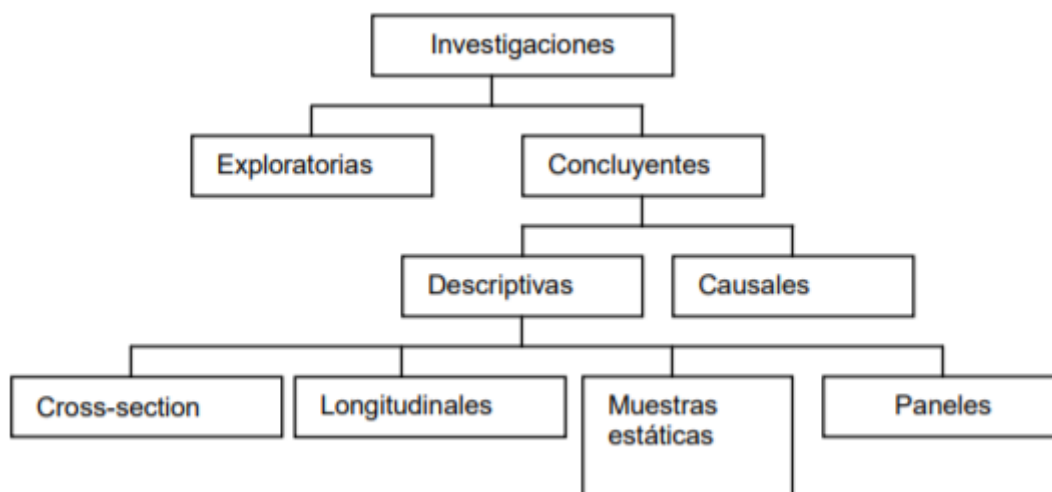 Investigaciones
Exploratorias
Concluyentes
Descriptivas
Causales
Cross-section
Longitudinales
Muestras
estáticas
Paneles